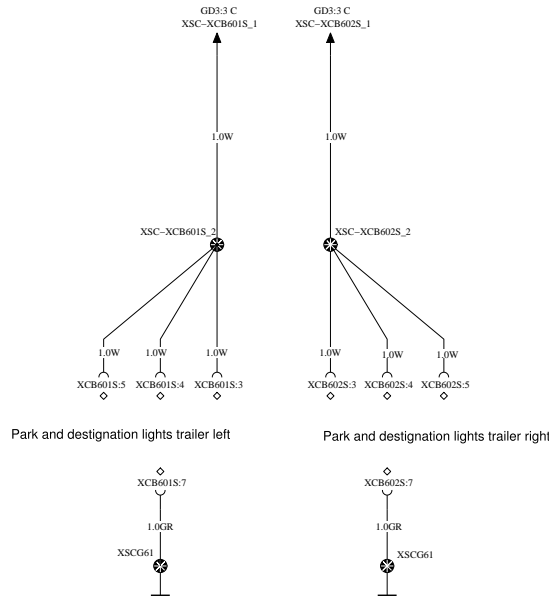 GD3:3 C
XSC−XCB601S_1
GD3:3 C
XSC−XCB602S_1
1.0W
1.0W
XSC−XCB601S_2
XSC−XCB602S_2
1.0W
1.0W
1.0W
1.0W
1.0W
1.0W
XCB601S:5
XCB601S:4
XCB601S:3
XCB602S:3
XCB602S:4
XCB602S:5
Park and destignation lights trailer left
Park and destignation lights trailer right
XCB601S:7
XCB602S:7
1.0GR
1.0GR
XSCG61
XSCG61